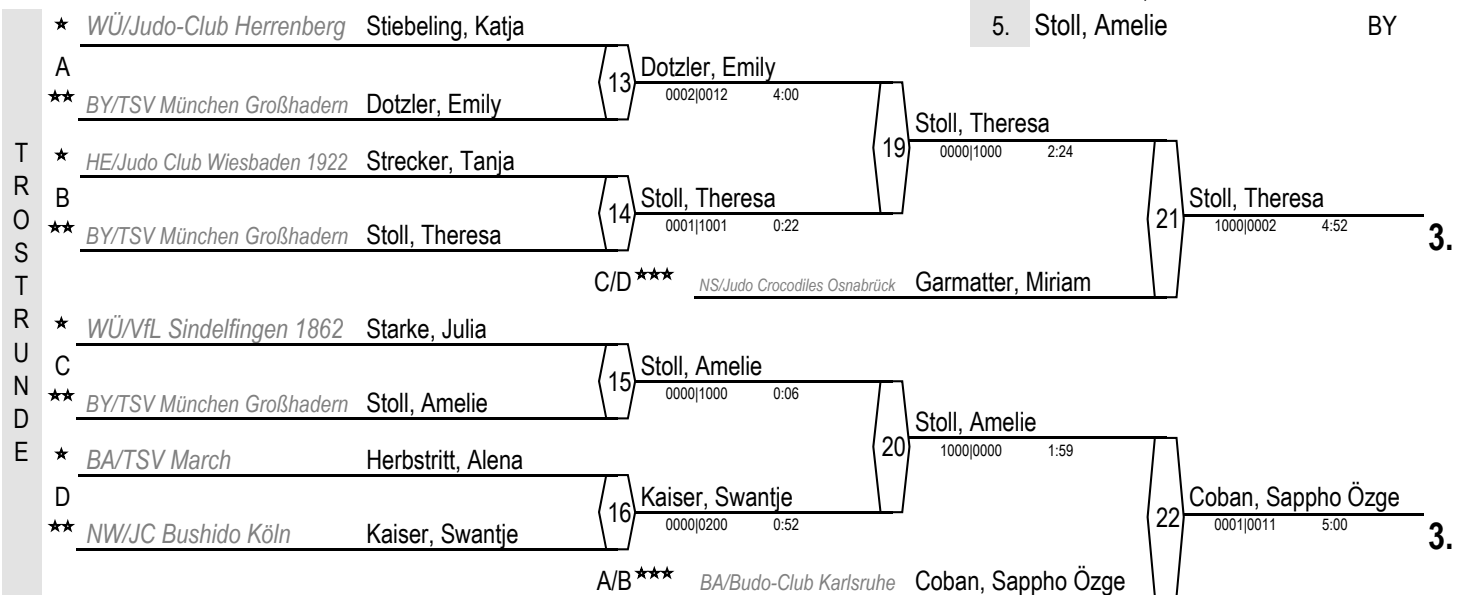 ★ WÜ/Judo-Club Herrenberg Stiebeling, Katja
5. Stoll, Amelie BY
A
13 Dotzler, Emily
0002|0012 4:00
★★ BY/TSV München Großhadern Dotzler, Emily
TROSTRUNDE
19 Stoll, Theresa
0000|1000 2:24
★ HE/Judo Club Wiesbaden 1922 Strecker, Tanja
B
14 Stoll, Theresa
0001|1001 0:22
21 Stoll, Theresa
1000|0002 4:52
3.
★★ BY/TSV München Großhadern Stoll, Theresa
C/D ★★★ NS/Judo Crocodiles Osnabrück Garmatter, Miriam
★ WÜ/VfL Sindelfingen 1862 Starke, Julia
C
15 Stoll, Amelie
0000|1000 0:06
★★ BY/TSV München Großhadern Stoll, Amelie
20 Stoll, Amelie
1000|0000 1:59
★ BA/TSV March Herbstritt, Alena
D
16 Kaiser, Swantje
0000|0200 0:52
22 Coban, Sappho Özge
0001|0011 5:00
3.
★★ NW/JC Bushido Köln Kaiser, Swantje
A/B ★★★ BA/Budo-Club Karlsruhe Coban, Sappho Özge